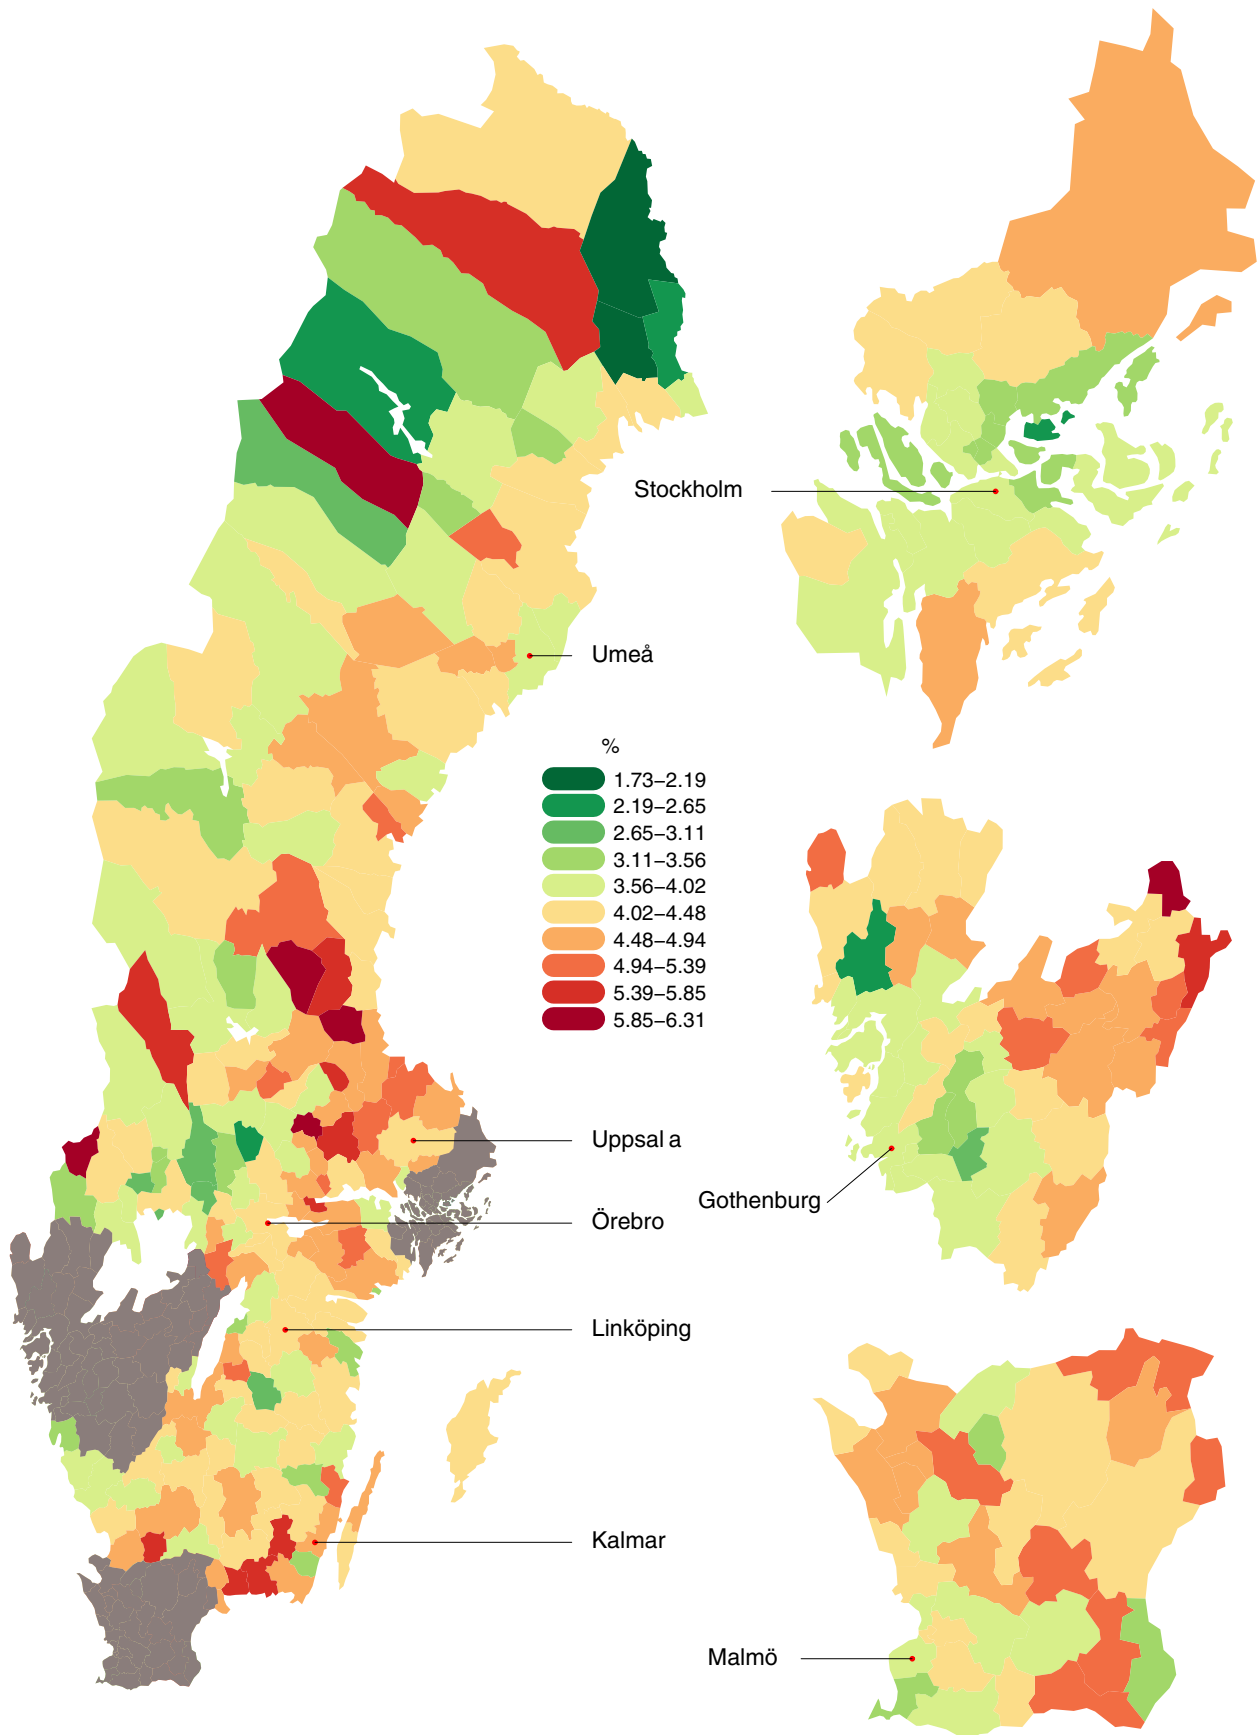 Stockholm
Umeå
%
1.73–2.19
2.19–2.65
2.65–3.11
3.11–3.56
3.56–4.02
4.02–4.48
4.48–4.94
4.94–5.39
5.39–5.85
5.85–6.31
Uppsal a
Gothenburg
Örebro
Linköping
Kalmar
Malmö